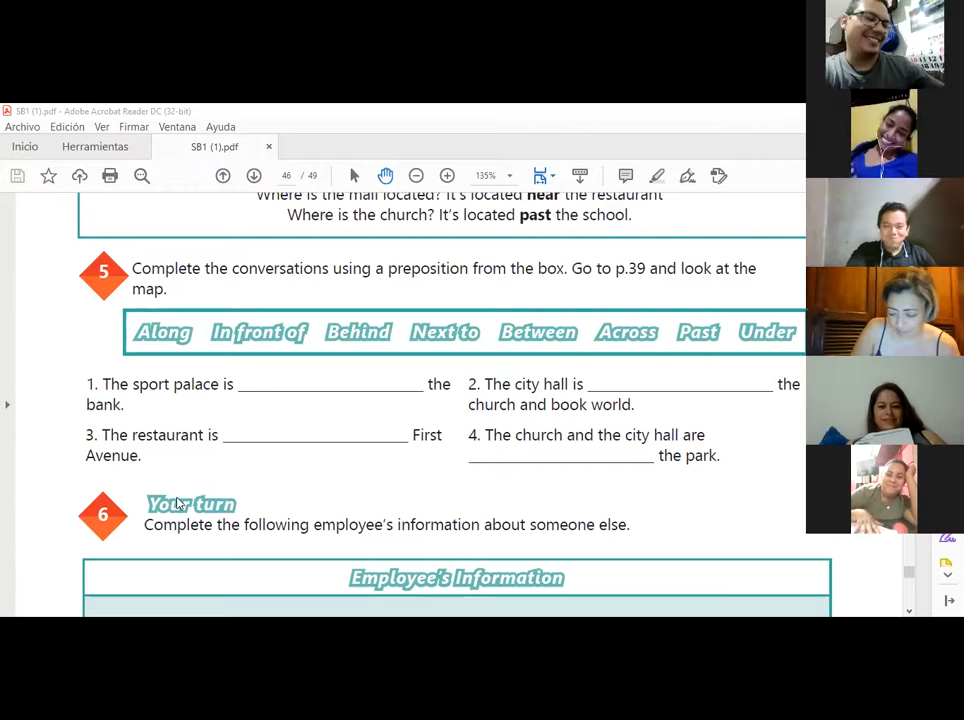 SB1 (1).pdf - Adobe Acrobat Reader DC (32-bit)
Archivo Edición Ver Firmar Ventana Ayuda
Inicio Herramientas SB1 (1).pdf ×
46 / 49 135%
Where is the mall located? It's located near the restaurant
Where is the church? It's located past the school.
5 Complete the conversations using a preposition from the box. Go to p.39 and look at the
map.
Along In front of Behind Next to Between Across Past Under
1. The sport palace is ______________________ the
bank.
2. The city hall is ______________________ the
church and book world.
3. The restaurant is ______________________ First
Avenue.
4. The church and the city hall are
______________________ the park.
6 Your turn
Complete the following employee's information about someone else.
Employee's Information